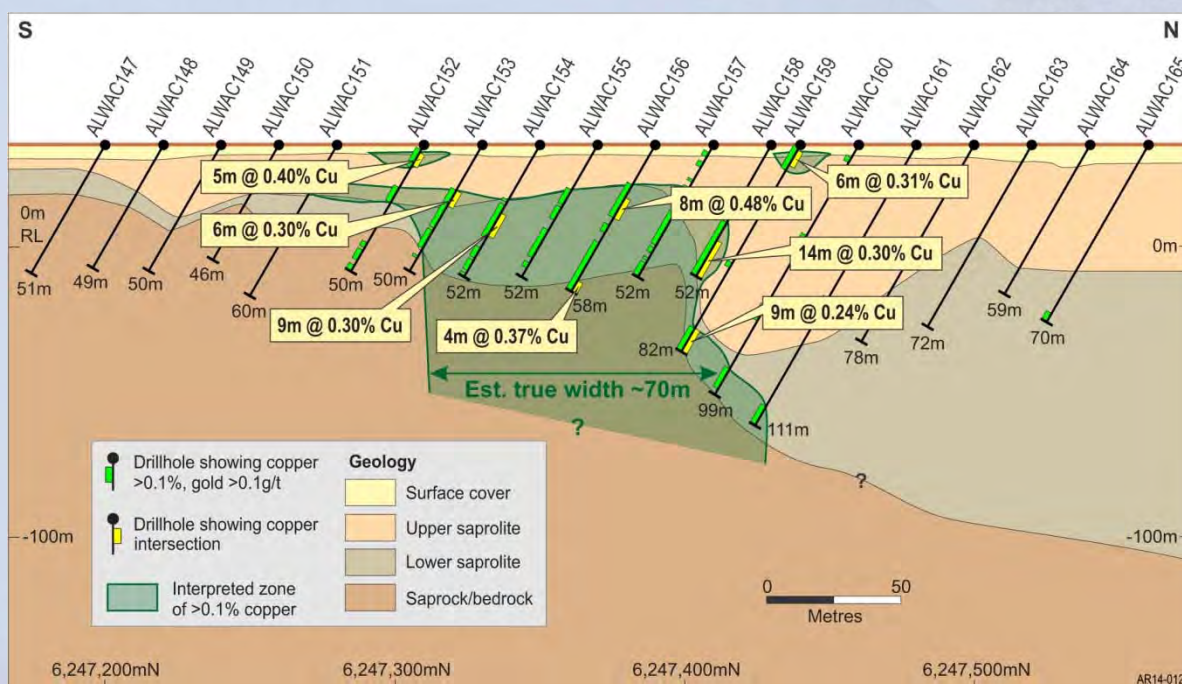 S
N
ALWAC147
ALWAC148
ALWAC149
ALWAC150
ALWAC151
ALWAC152
ALWAC153
ALWAC154
ALWAC155
ALWAC156
ALWAC157
ALWAC158
ALWAC159
ALWAC160
ALWAC161
ALWAC162
ALWAC163
ALWAC164
ALWAC165
5m @ 0.40% Cu
6m @ 0.31% Cu
0m
RL
6m @ 0.30% Cu
8m @ 0.48% Cu
14m @ 0.30% Cu
0m
51m
49m
50m
46m
60m
50m
50m
52m
52m
58m
52m
52m
59m
70m
9m @ 0.30% Cu
4m @ 0.37% Cu
9m @ 0.24% Cu
82m
78m
72m
Est. true width ~70m
99m
?
111m
?
Drillhole showing copper
>0.1%, gold >0.1g/t
Drillhole showing copper
intersection
Interpreted zone
of >0.1% copper
Geology
Surface cover
Upper saprolite
Lower saprolite
Saprock/bedrock
-100m
-100m
0 50
Metres
6,247,200mN 6,247,300mN 6,247,400mN 6,247,500mN
AR14-012